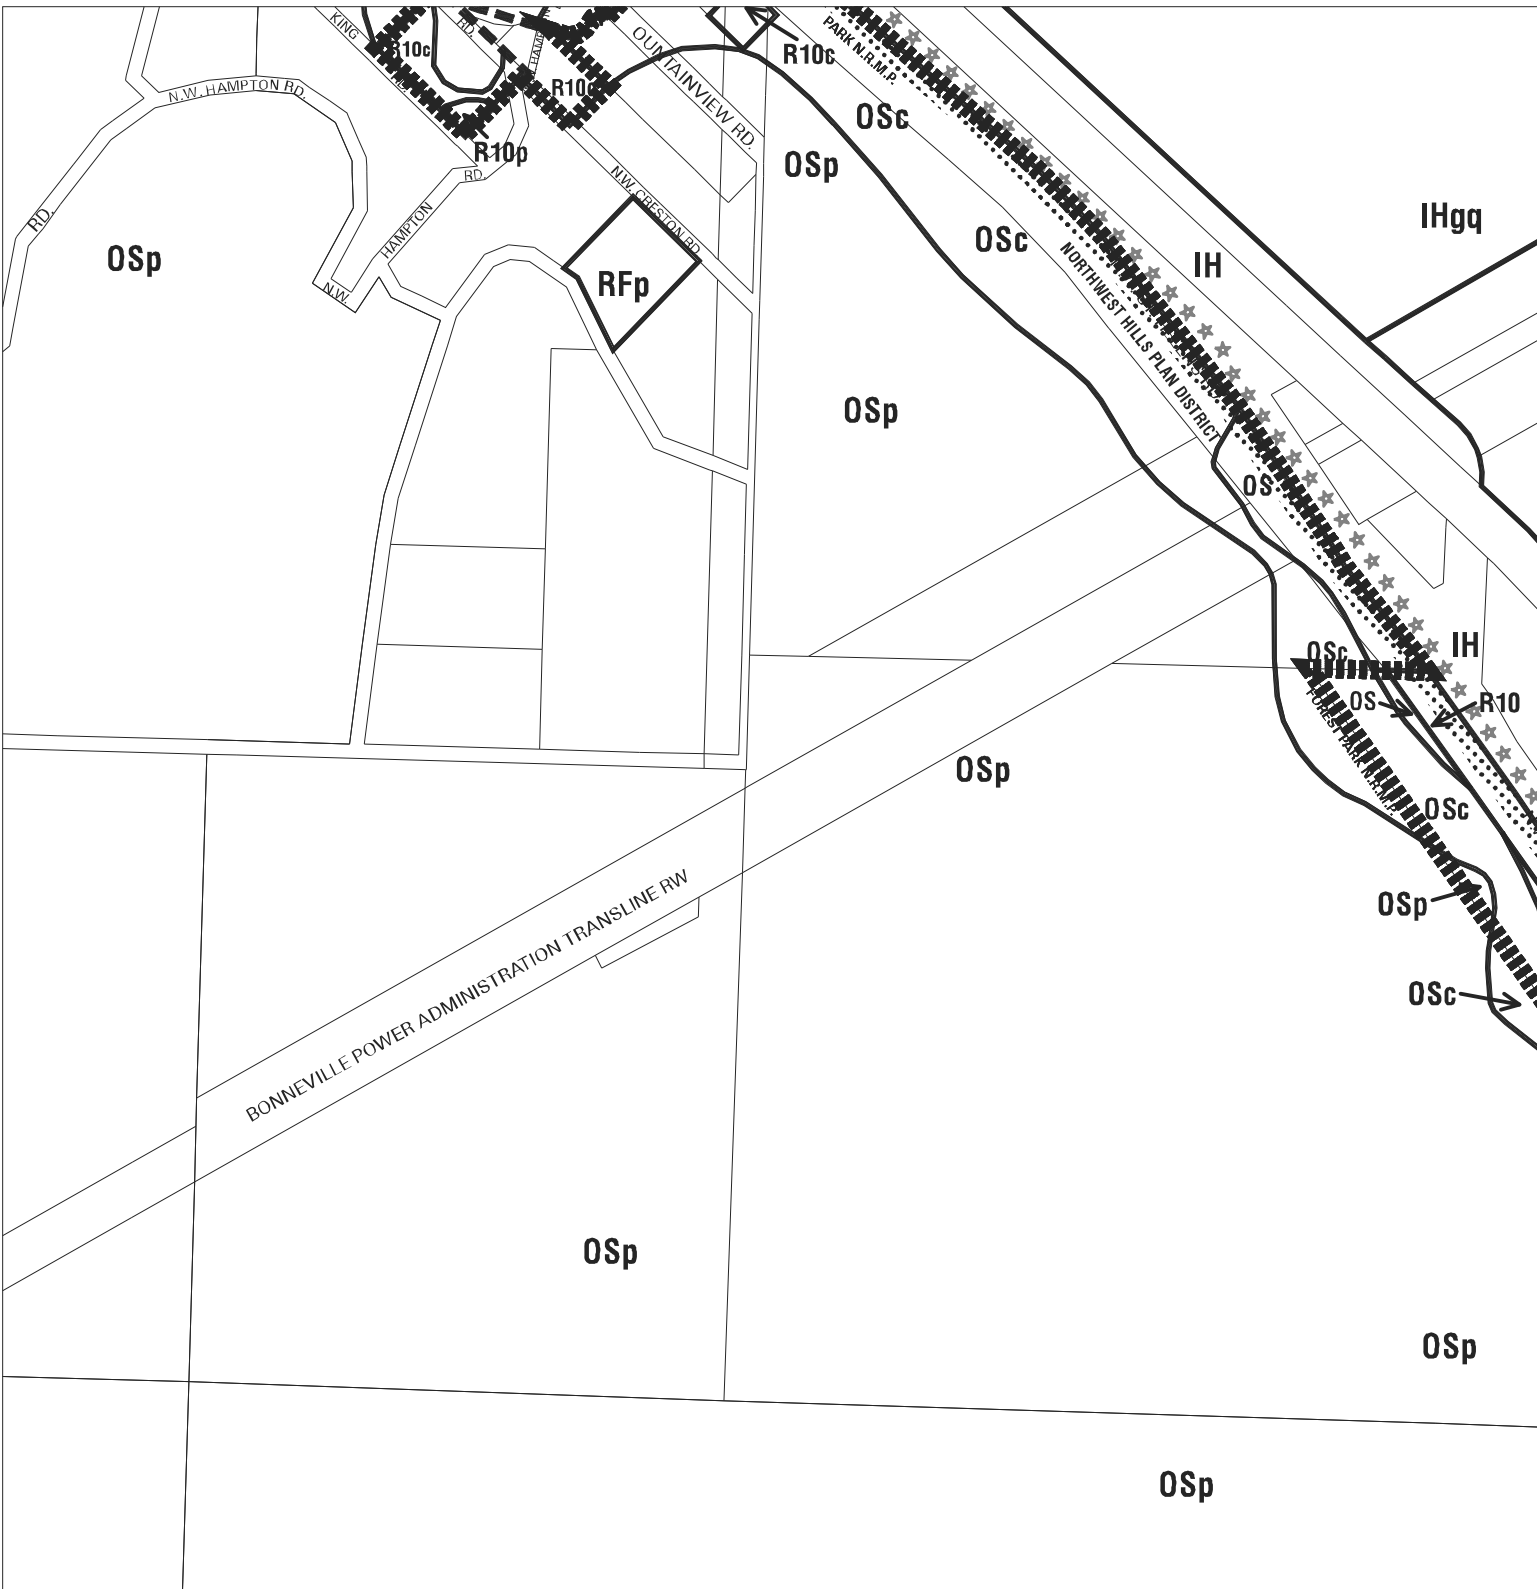 KING
R10c
RD.
R10c
OUNTAINVIEW RD.
R10c
PARK N.R.M.P.
N.W. HAMPTON RD.
R10p
OSc
OSp
RD.
RD.
N.W. CRESTON RD.
HAMPTON
N.W.
OSp
RFp
OSc
IH
IHgq
NORTHWEST HILLS PLAN DISTRICT
OSp
OS
OSc
IH
OS
R10
FOREST PARK N.R.M.P.
OSp
OSc
BONNEVILLE POWER ADMINISTRATION TRANSLINE RW
OSp
OSc
OSp
OSp
OSp